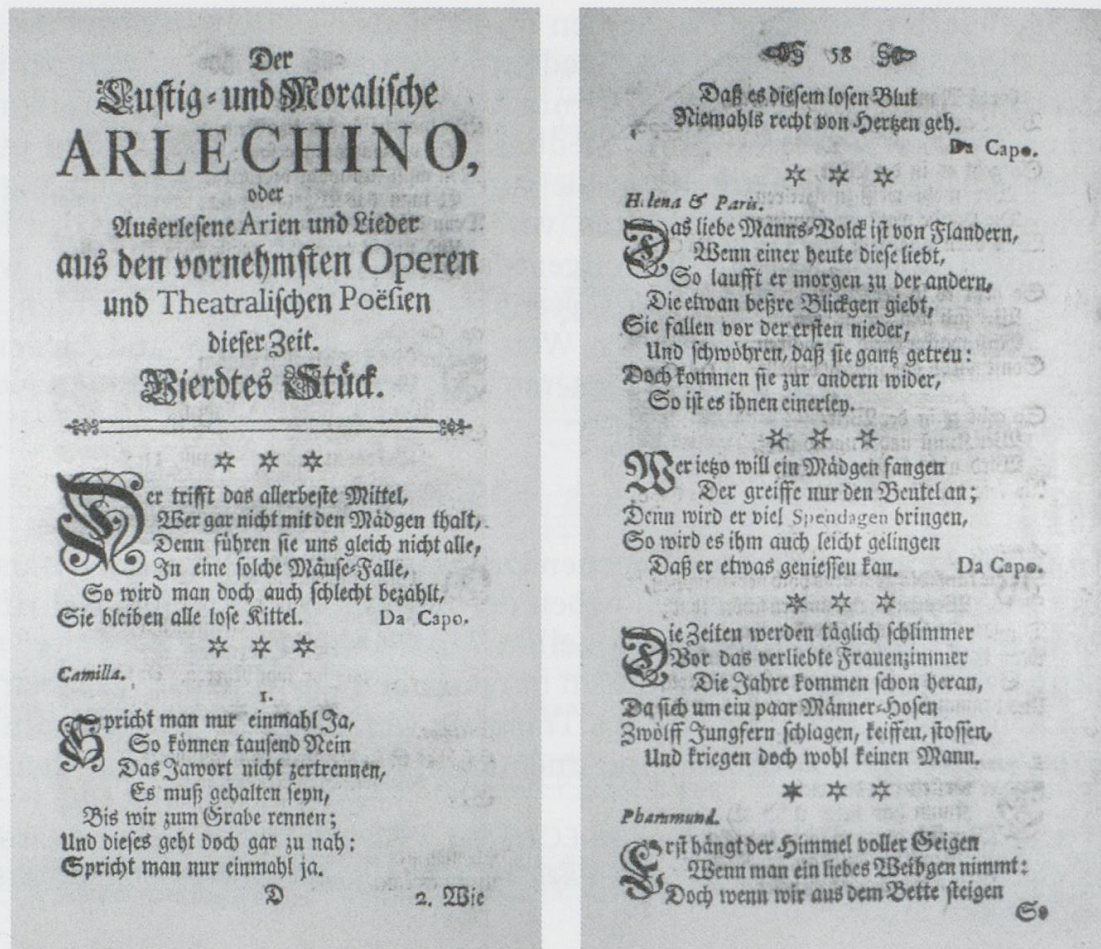 Der
Lustig- und Moralische
ARLECHINO,
oder
Auserlesene Arien und Lieder
aus den vornehmsten Operen
und Theatralischen Poësien
dieser Zeit.
Vierdtes Stück.
Der trifft das allerbeste Mittel,
Wer gar nicht mit den Mädgen thalt,
Denn führen sie uns gleich nicht alle,
In eine solche Mäuse-Falle,
So wird man doch auch schlecht bezahlt,
Sie bleiben alle lose Kittel. Da Capo.
Camilla.
1.
Spricht man nur einmahl Ja,
So können tausend Nein
Das Jawort nicht zertrennen,
Es muß gehalten seyn,
Bis wir zum Grabe rennen;
Und dieses geht doch gar zu nah:
Spricht man nur einmahl ja.
D 2. Wie
58
Daß es diesem losen Blut
Niemahls recht von Hertzen geh.
Da Capo.
Helena & Paris.
Das liebe Manns-Volck ist von Flandern,
Wenn einer heute diese liebt,
So laufft er morgen zu der andern,
Die etwan beßre Blickgen giebt,
Sie fallen vor der ersten nieder,
Und schwöhren, daß sie gantz getreu:
Doch kommen sie zur andern wider,
So ist es ihnen einerley.
Wer ietzo will ein Mädgen fangen
Der greiffe nur den Beutel an;
Denn wird er viel Spendagen bringen,
So wird es ihm auch leicht gelingen
Daß er etwas geniessen kan. Da Capo.
Die Zeiten werden täglich schlimmer
Vor das verliebte Frauenzimmer
Die Jahre kommen schon heran,
Da sich um ein paar Männer-Hosen
Zwölff Jungfern schlagen, keiffen, stossen,
Und kriegen doch wohl keinen Mann.
Pharamund.
Erst hängt der Himmel voller Geigen
Wenn man ein liebes Weibgen nimmt:
Doch wenn wir aus dem Bette steigen
So